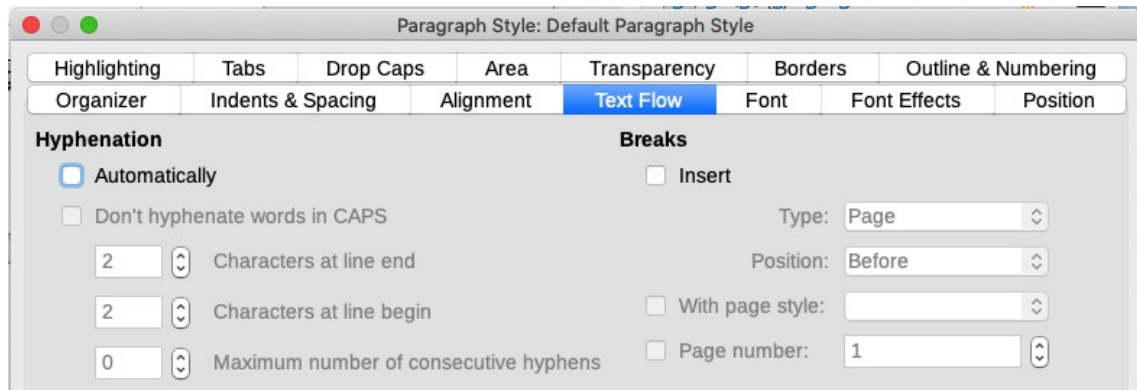 Paragraph Style: Default Paragraph Style
Highlighting Tabs Drop Caps Area Transparency Borders Outline & Numbering
Organizer Indents & Spacing Alignment Text Flow Font Font Effects Position
Hyphenation
Automatically
Don't hyphenate words in CAPS
2 Characters at line end
2 Characters at line begin
0 Maximum number of consecutive hyphens
Breaks
Insert
Type: Page
Position: Before
With page style:
Page number: 1